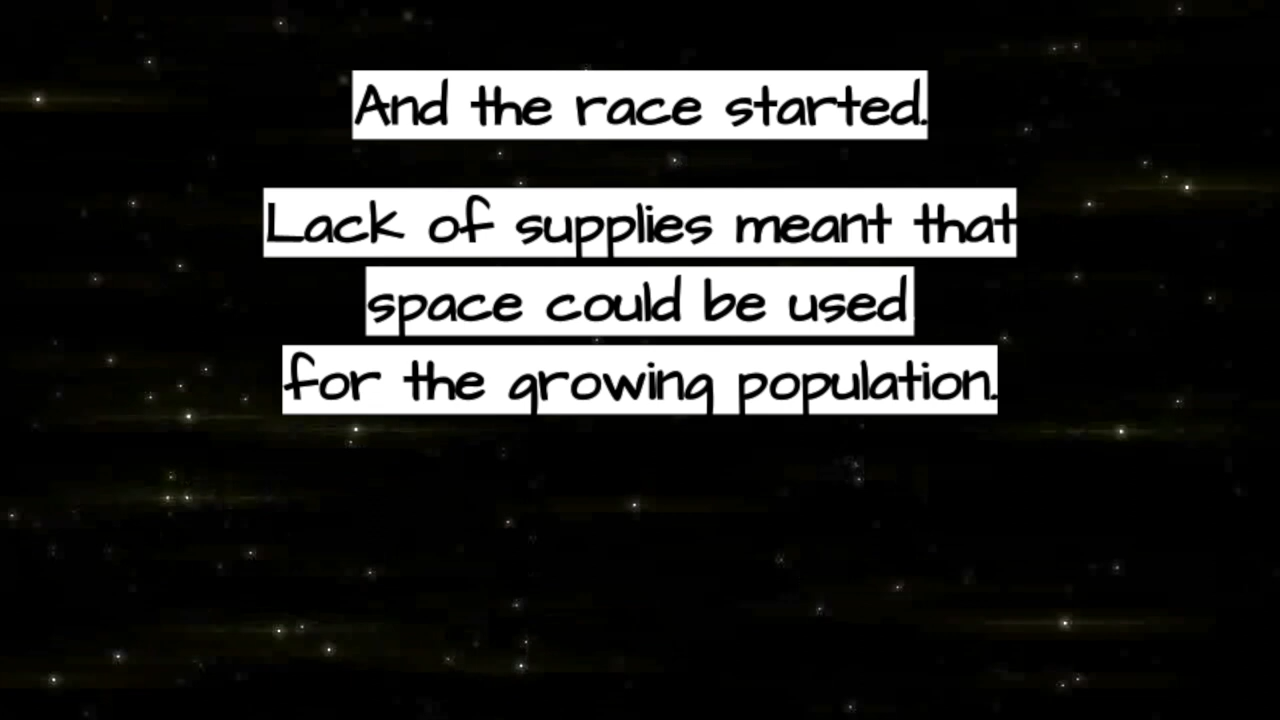 And the race started.
Lack of supplies meant that
space could be used
for the growing population.